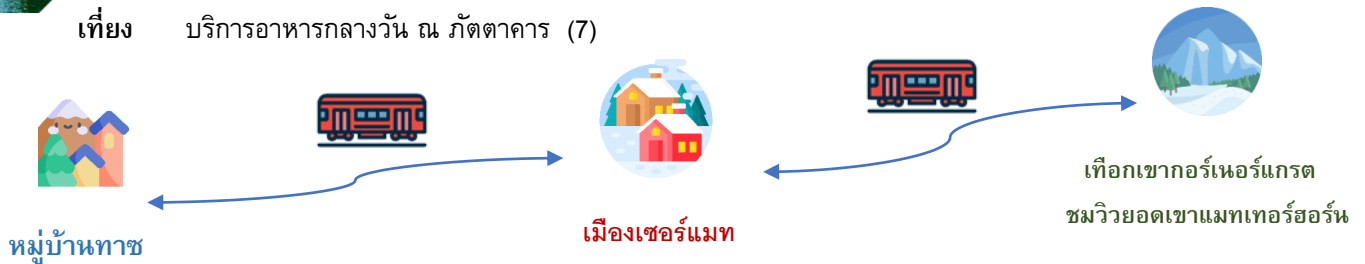 เที่ยง บริการอาหารกลางวัน ณ ภัตตาคาร (7)
เทือกเขากอร์เนอร์แกรต
ชมวิวยอดเขาแมทเทอร์ฮอร์น
เมืองเซอร์แมท
หมู่บ้านทาซ